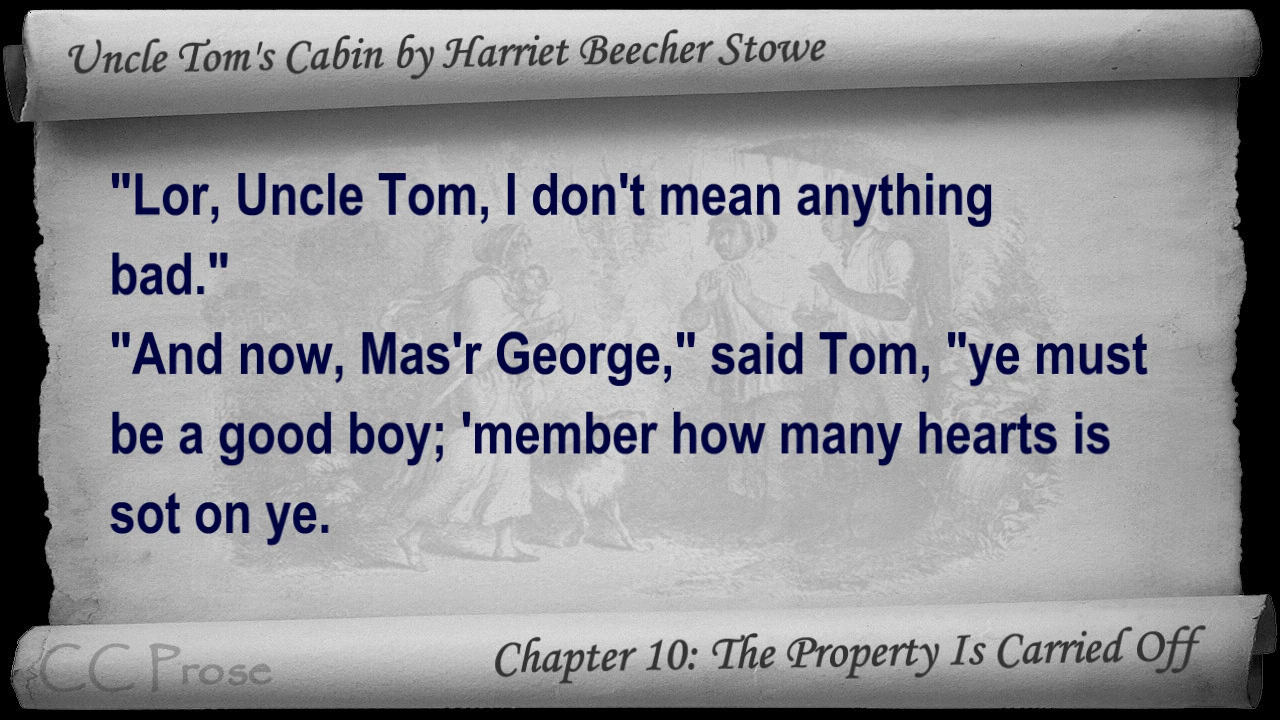 Uncle Tom's Cabin by Harriet Beecher Stowe
"Lor, Uncle Tom, I don't mean anything
bad."
"And now, Mas'r George," said Tom, "ye must
be a good boy; 'member how many hearts is
sot on ye.
CC Prose
Chapter 10: The Property Is Carried Off